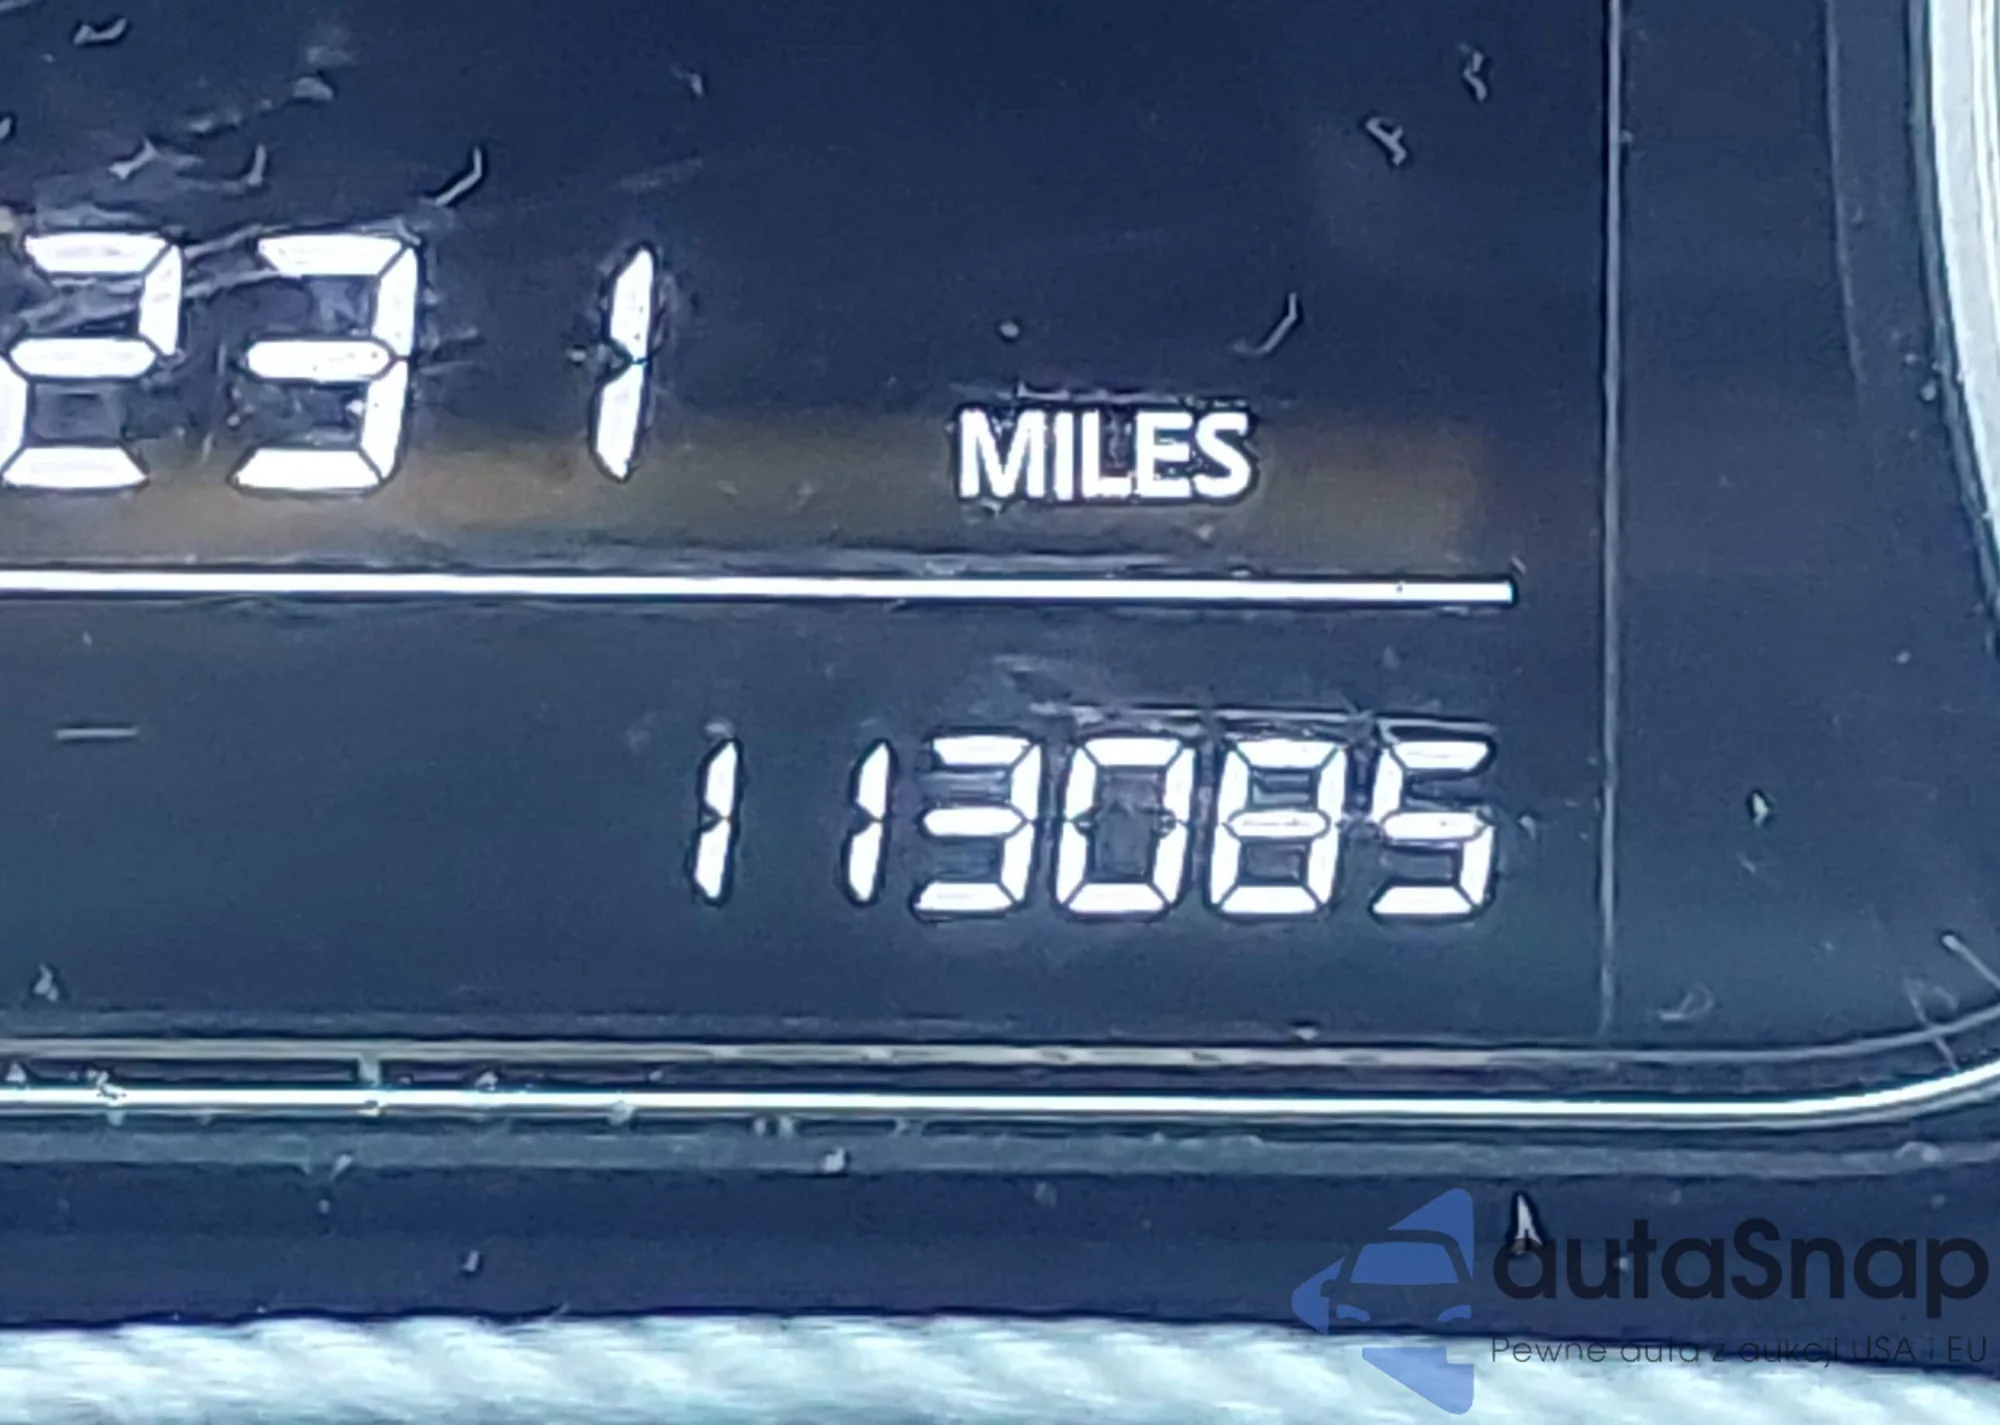 231 MILES
113085
autaSnap
Pewne auta z aukcji USA i EU